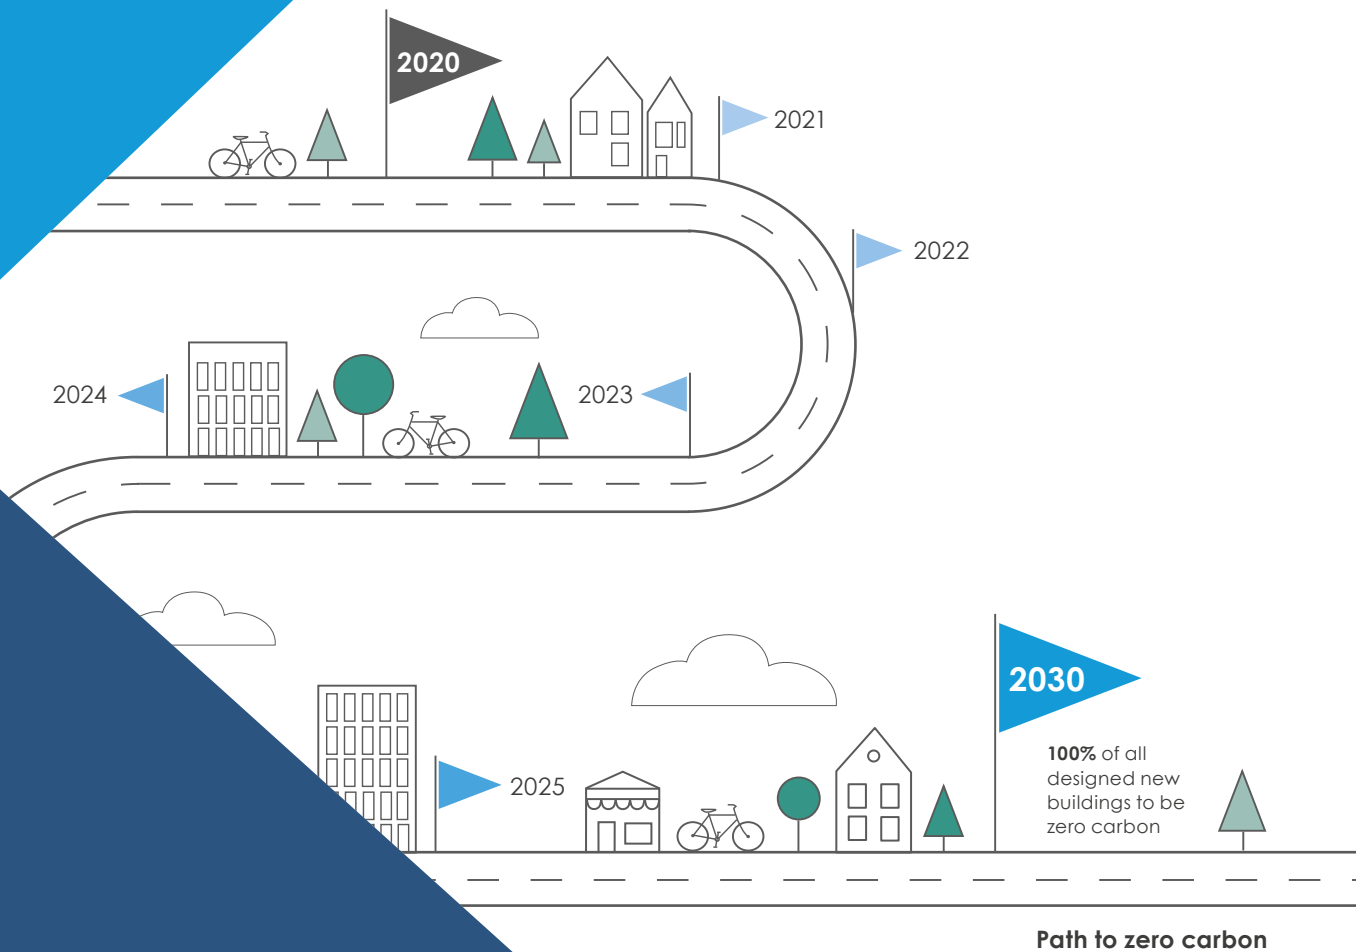 2020
2021
2022
2023
2024
2025
2030
100% of all
designed new
buildings to be
zero carbon
Path to zero carbon